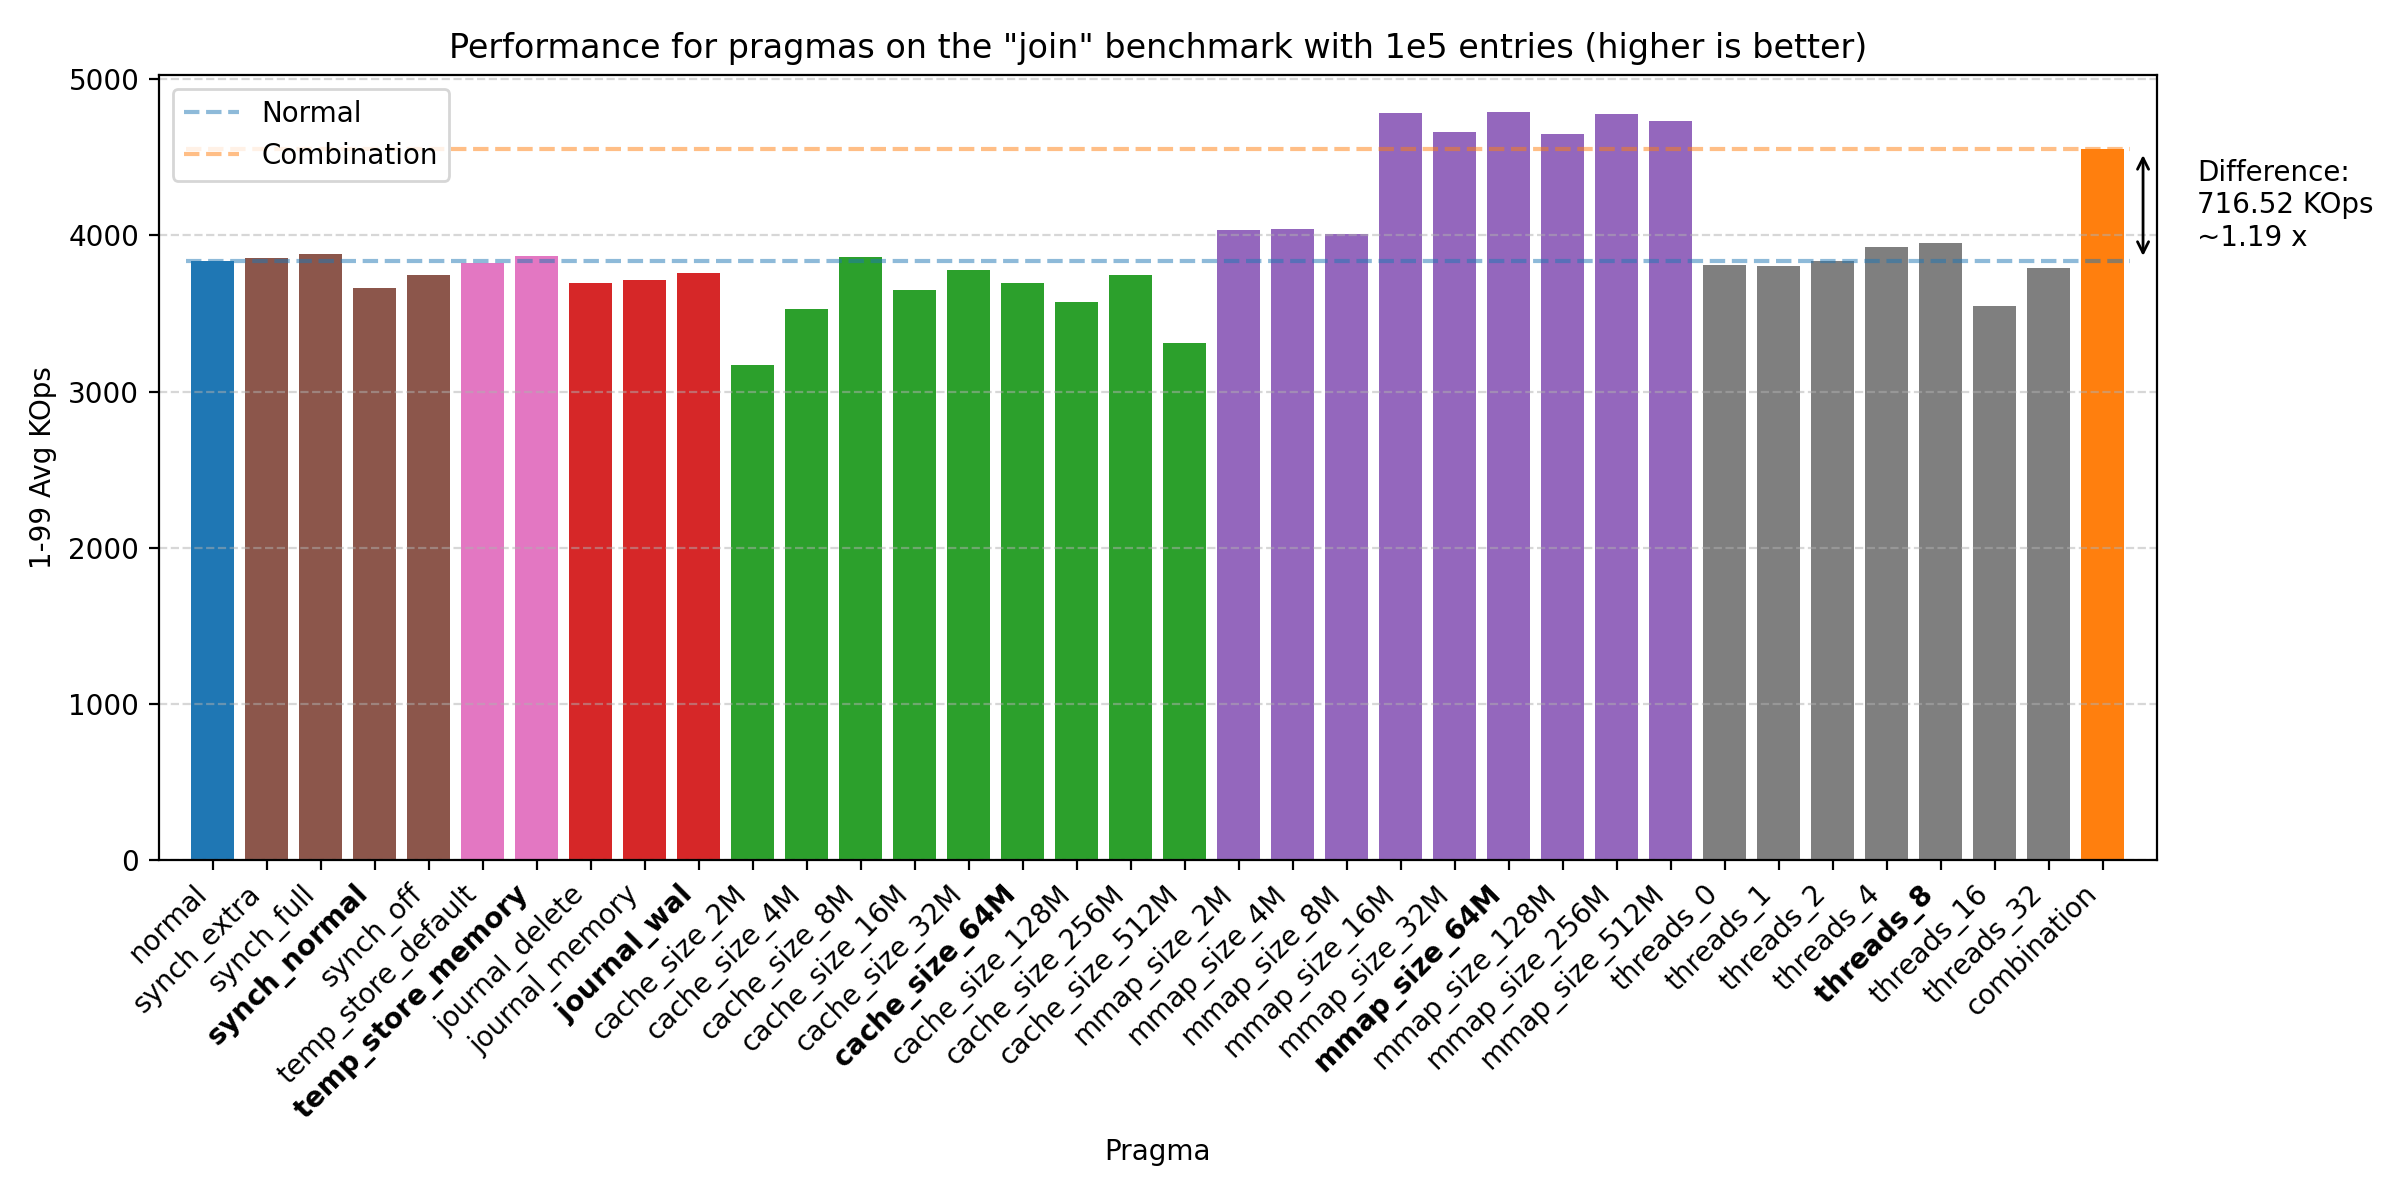 Performance for pragmas on the "join" benchmark with 1e5 entries (higher is better)
5000
4000
3000
2000
1000
0
1-99 Avg KOps
Normal
Combination
Difference:
716.52 KOps
~1.19 x
normal
synch_extra
synch_full
synch_normal
synch_off
temp_store_default
temp_store_memory
journal_delete
journal_memory
journal_wal
cache_size_2M
cache_size_4M
cache_size_8M
cache_size_16M
cache_size_32M
cache_size_64M
cache_size_128M
cache_size_256M
cache_size_512M
mmap_size_2M
mmap_size_4M
mmap_size_8M
mmap_size_16M
mmap_size_32M
mmap_size_64M
mmap_size_128M
mmap_size_256M
mmap_size_512M
threads_0
threads_1
threads_2
threads_4
threads_8
threads_16
threads_32
combination
Pragma